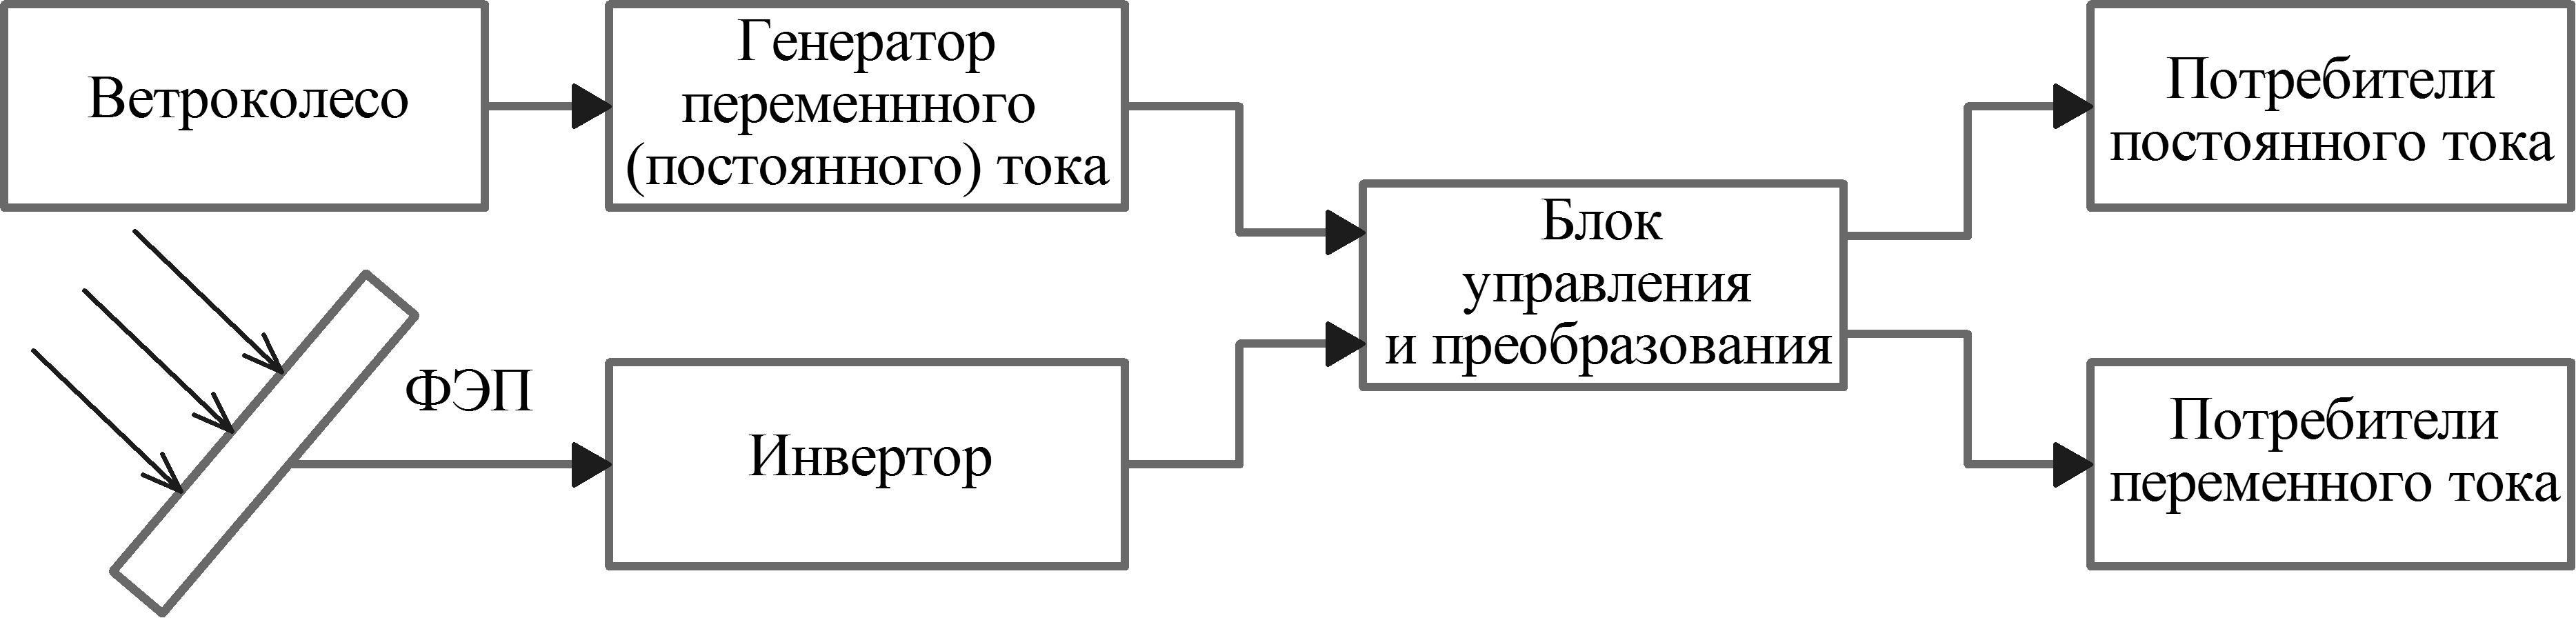 Ветроколесо
Генератор
переменнного
(постоянного) тока
Потребители
постоянного тока
Блок
управления
и преобразования
ФЭП
Инвертор
Потребители
переменного тока